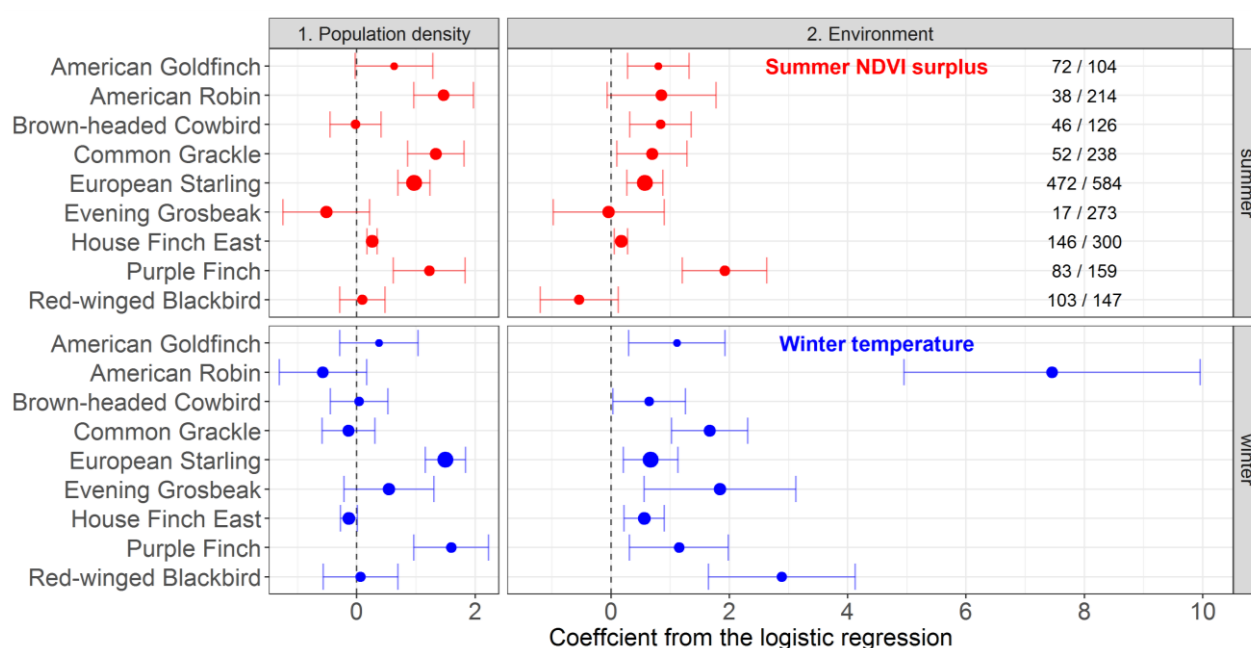 1. Population density
2. Environment
American Goldfinch
Summer NDVI surplus
72 / 104
American Robin
38 / 214
Brown-headed Cowbird
46 / 126
Common Grackle
52 / 238
European Starling
472 / 584
Evening Grosbeak
17 / 273
House Finch East
146 / 300
Purple Finch
83 / 159
Red-winged Blackbird
103 / 147
summer
American Goldfinch
Winter temperature
American Robin
Brown-headed Cowbird
Common Grackle
European Starling
Evening Grosbeak
House Finch East
Purple Finch
Red-winged Blackbird
winter
0 2
0 2 4 6 8 10
Coeffcient from the logistic regression